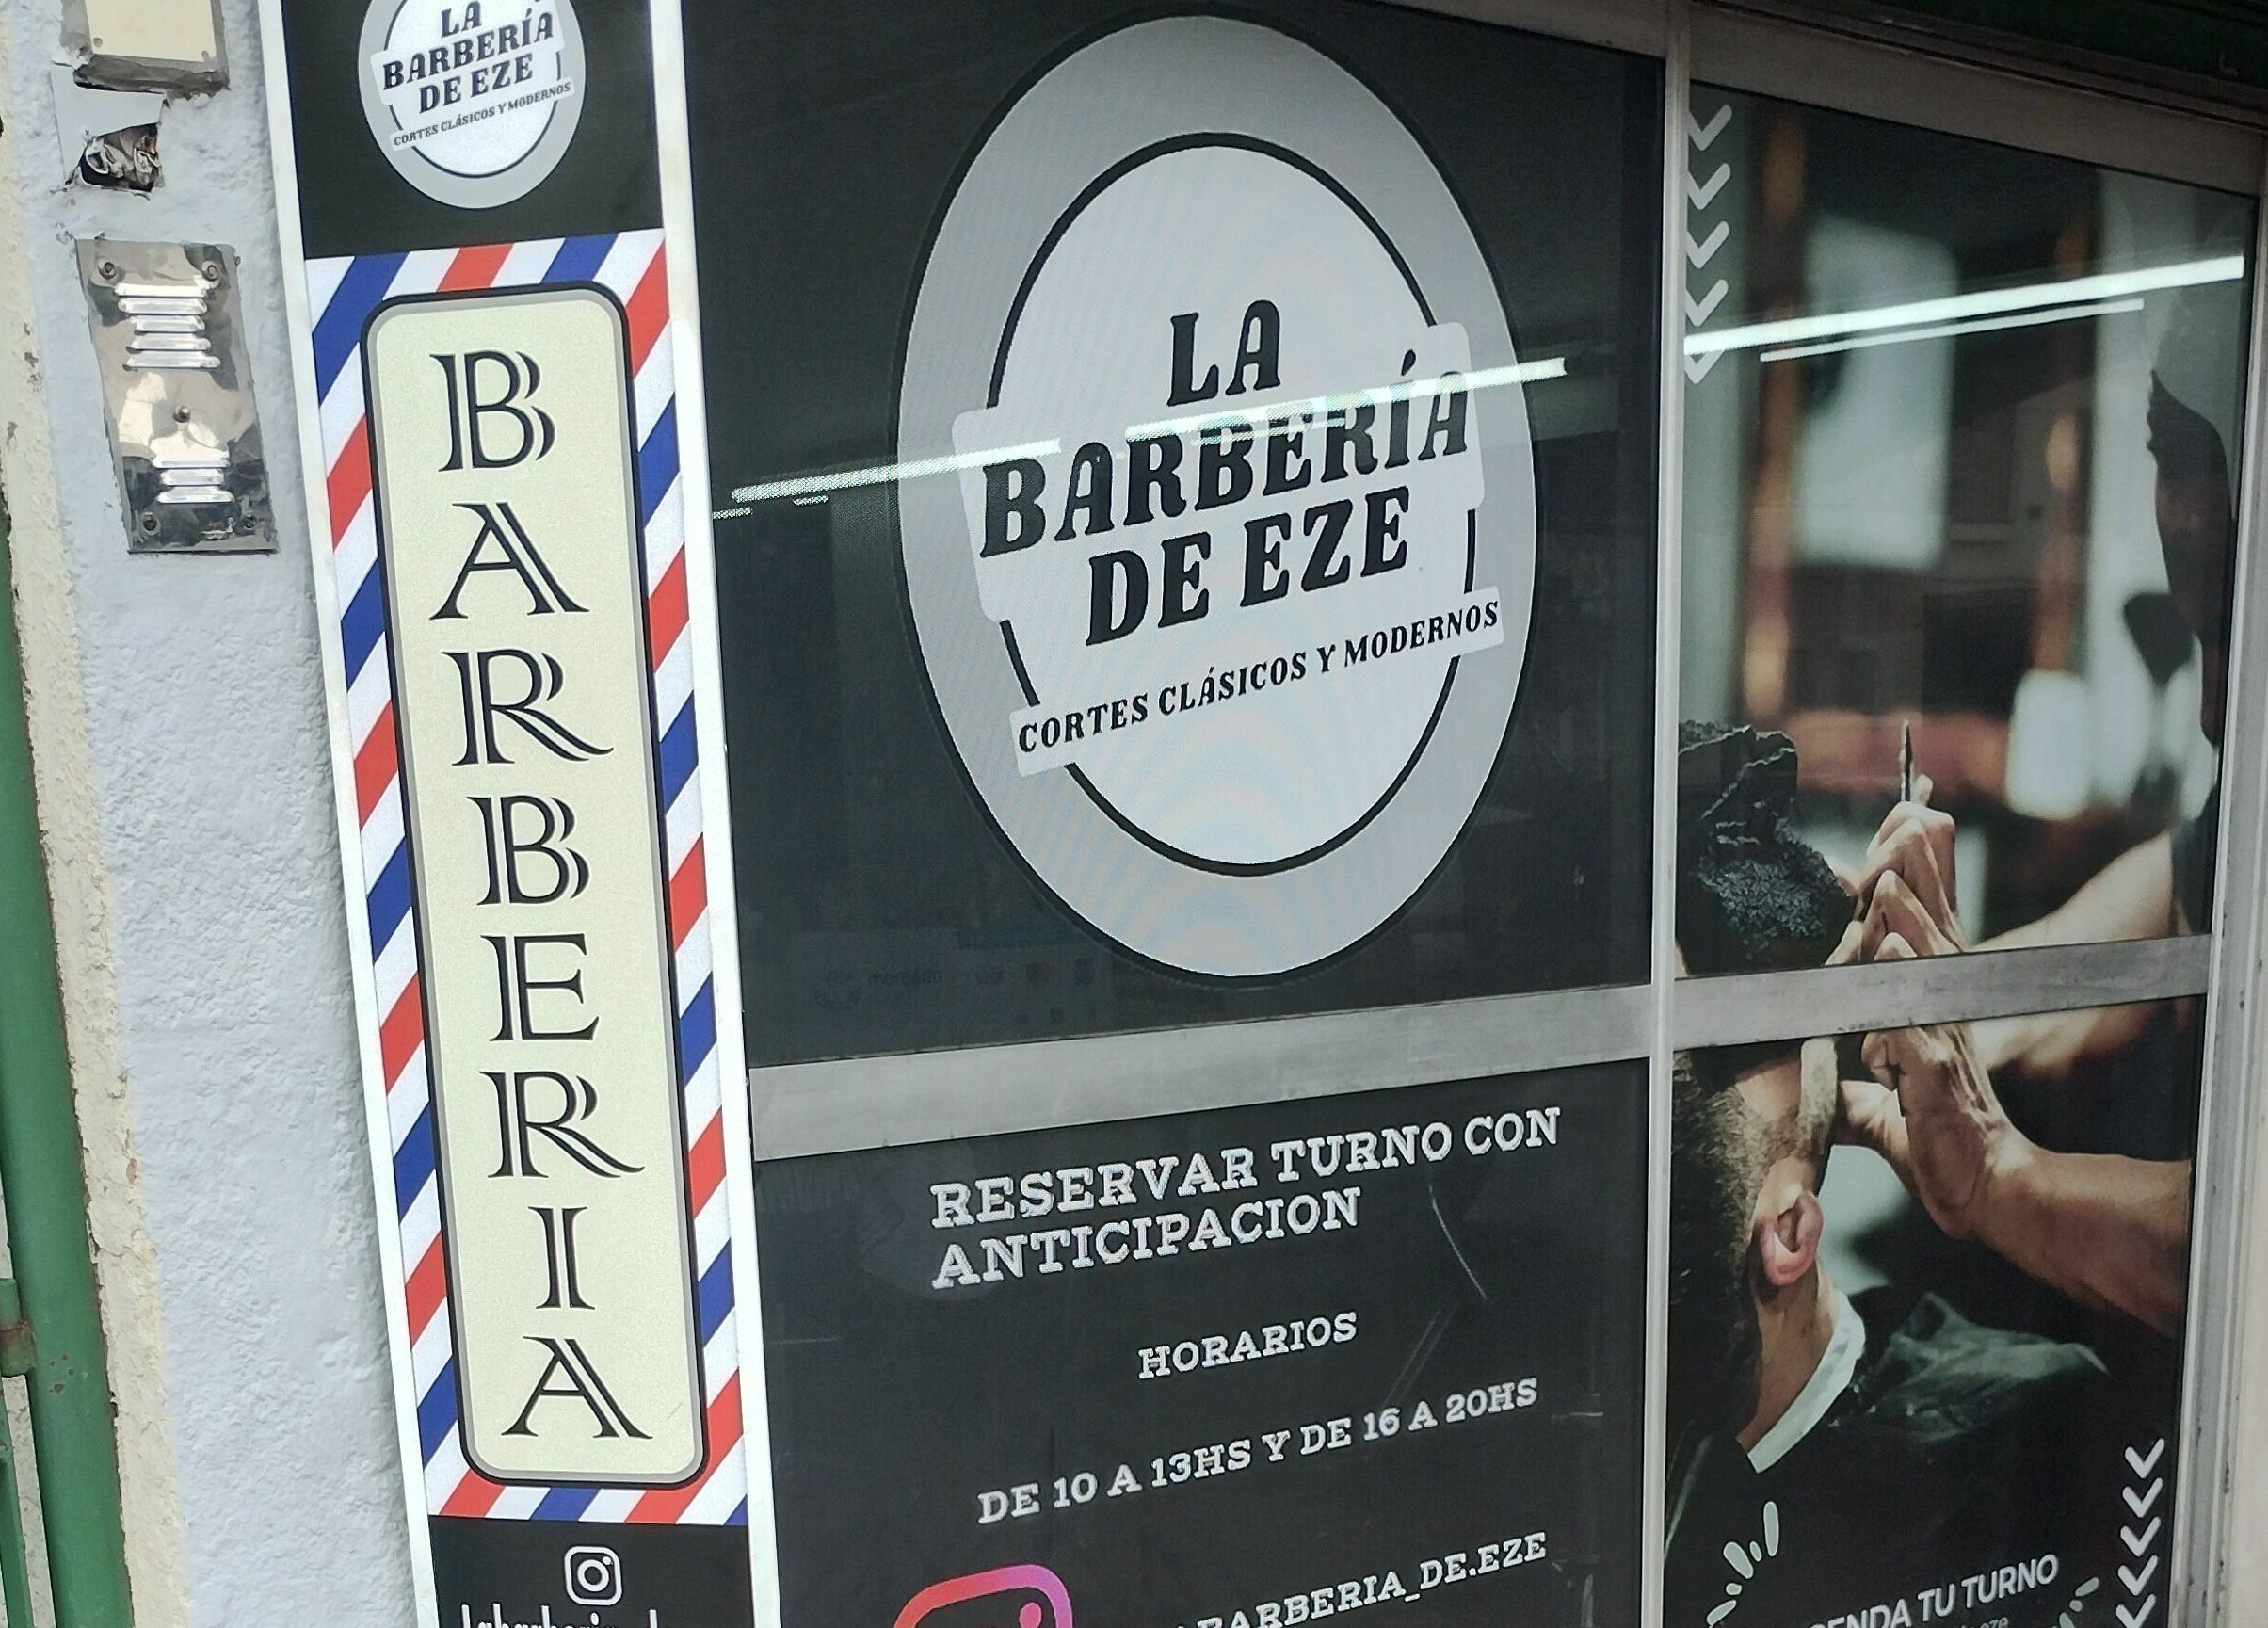 LA
BARBERÍA
DE EZE
CORTES CLÁSICOS Y MODERNOS
BARBERIA
LA
BARBERÍA
DE EZE
CORTES CLÁSICOS Y MODERNOS
RESERVAR TURNO CON
ANTICIPACION
HORARIOS
DE 10 A 13HS Y DE 16 A 20HS
BARBERIA_DE.EZE
TU TURNO